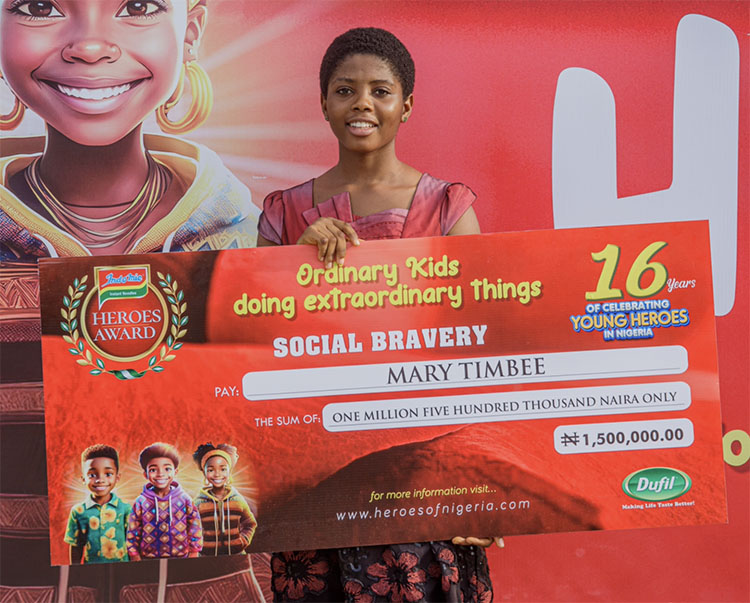 Indomie
Instant Noodles
HEROES
AWARD
Ordinary Kids
doing extraordinary things
16 Years
OF CELEBRATING
YOUNG HEROES
IN NIGERIA
SOCIAL BRAVERY
PAY: MARY TIMBEE
THE SUM OF: ONE MILLION FIVE HUNDRED THOUSAND NAIRA ONLY
₦1,500,000.00
for more information visit...
www.heroesofnigeria.com
Dufil
Making Life Taste Better!
H